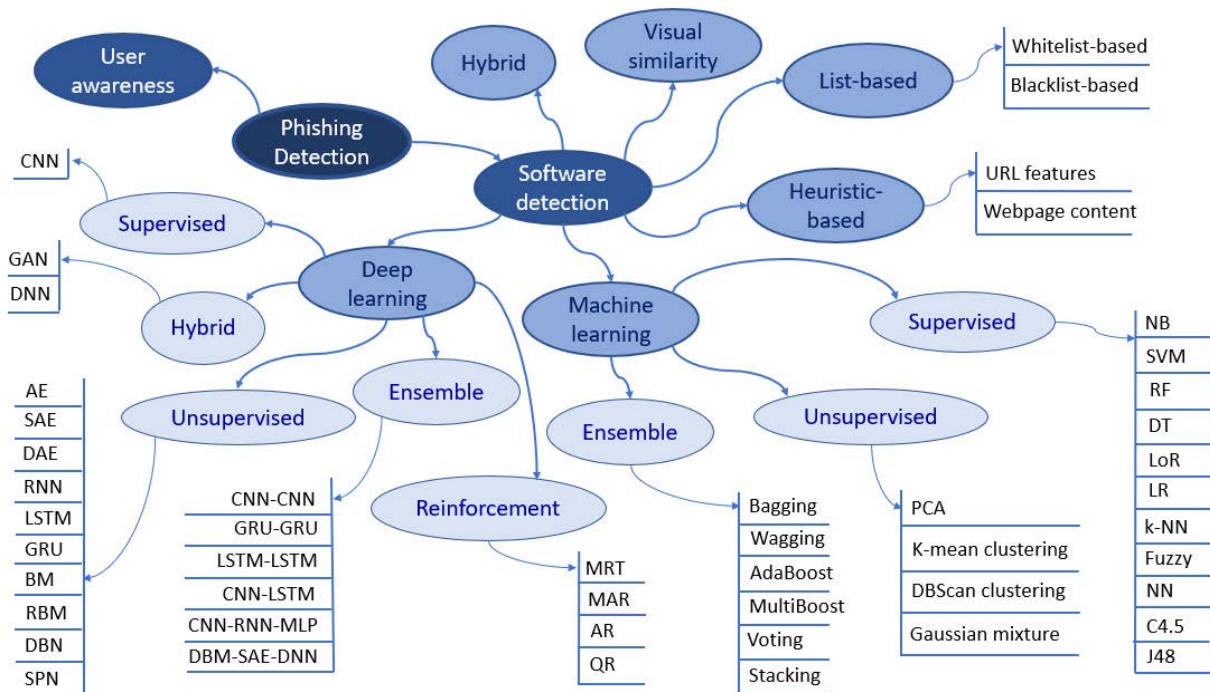 User
awareness
Phishing
Detection
Hybrid
Visual
similarity
List-based
Whitelist-based
Blacklist-based
Software
detection
Heuristic-
based
URL features
Webpage content
CNN
Supervised
GAN
DNN
Hybrid
Deep
learning
Machine
learning
Supervised
NB
SVM
RF
DT
LoR
LR
k-NN
Fuzzy
NN
C4.5
J48
Unsupervised
AE
SAE
DAE
RNN
LSTM
GRU
BM
RBM
DBN
SPN
Ensemble
CNN-CNN
GRU-GRU
LSTM-LSTM
CNN-LSTM
CNN-RNN-MLP
DBM-SAE-DNN
Reinforcement
MRT
MAR
AR
QR
Ensemble
Bagging
Wagging
AdaBoost
MultiBoost
Voting
Stacking
Unsupervised
PCA
K-mean clustering
DBScan clustering
Gaussian mixture